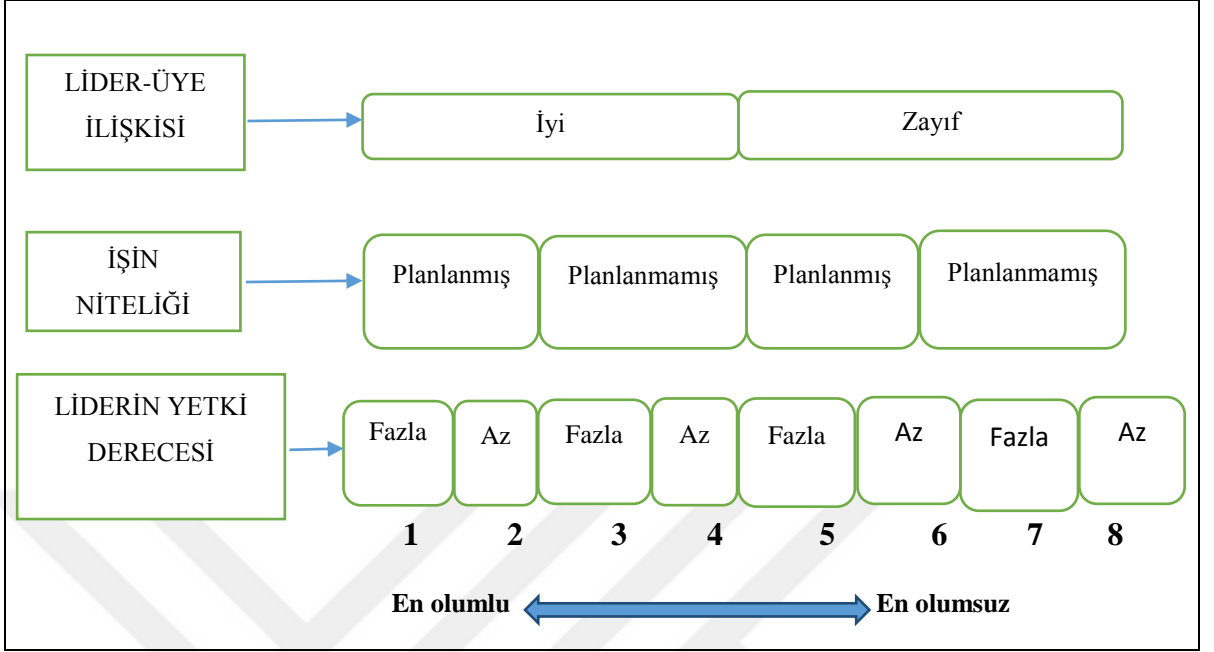 LİDER-ÜYE
İLİŞKİSİ
İyi
Zayıf
İŞİN
NİTELİĞİ
Planlanmış
Planlanmamış
Planlanmış
Planlanmamış
LİDERİN YETKİ
DERECESİ
Fazla
Az
Fazla
Az
Fazla
Az
Fazla
Az
1 2 3 4 5 6 7 8
En olumlu
En olumsuz